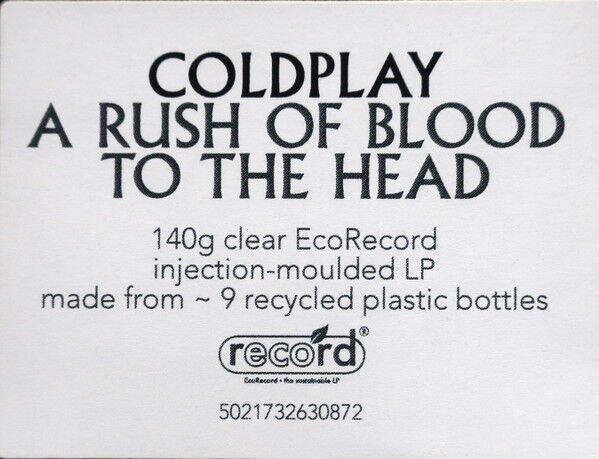 COLDPLAY
A RUSH OF BLOOD
TO THE HEAD
140g clear EcoRecord
injection-moulded LP
made from ~ 9 recycled plastic bottles
record®
EcoRecord • the sustainable LP
5021732630872